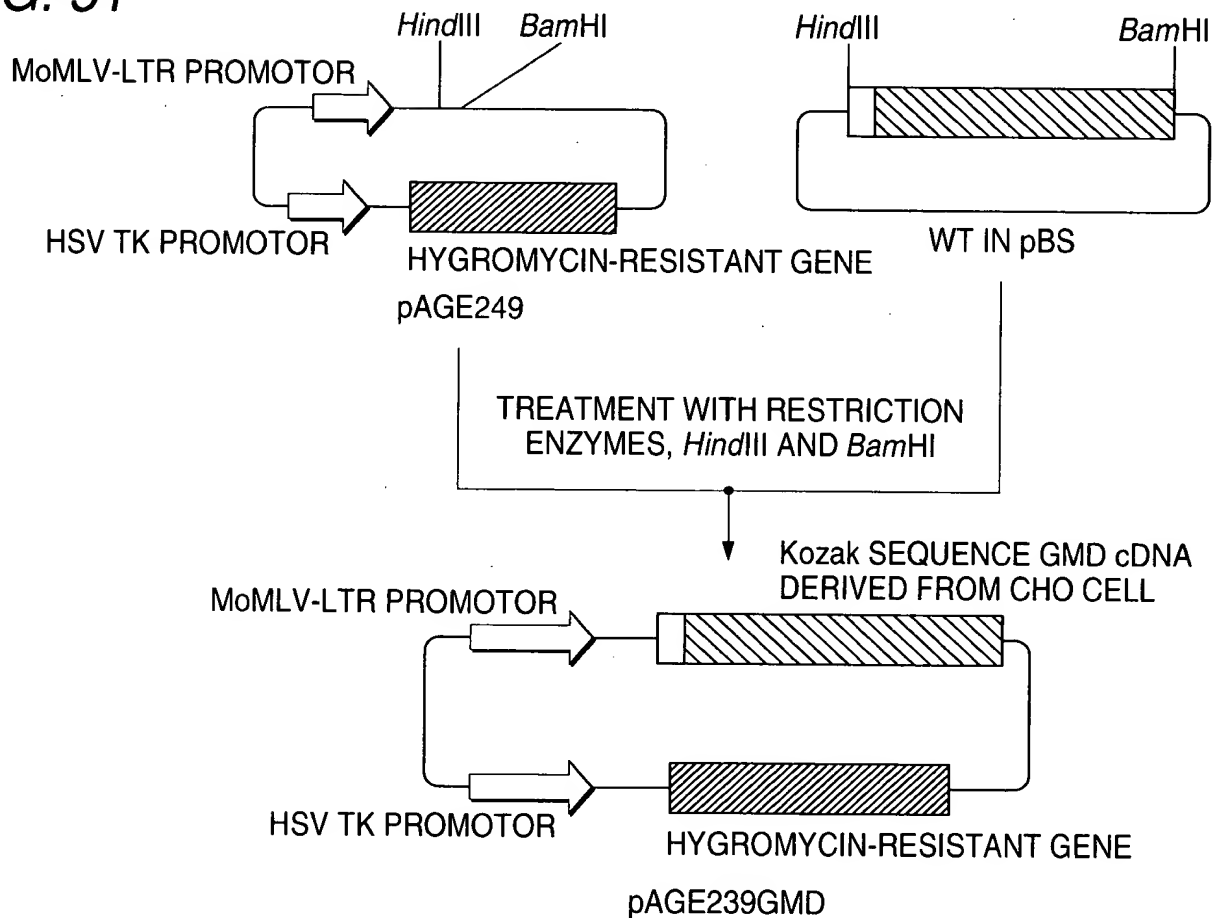 G. 31
HindIII BamHI HindIII BamHI
MoMLV-LTR PROMOTOR
HSV TK PROMOTOR
HYGROMYCIN-RESISTANT GENE
pAGE249
WT IN pBS
TREATMENT WITH RESTRICTION
ENZYMES, HindIII AND BamHI
Kozak SEQUENCE GMD cDNA
DERIVED FROM CHO CELL
MoMLV-LTR PROMOTOR
HSV TK PROMOTOR
HYGROMYCIN-RESISTANT GENE
pAGE239GMD